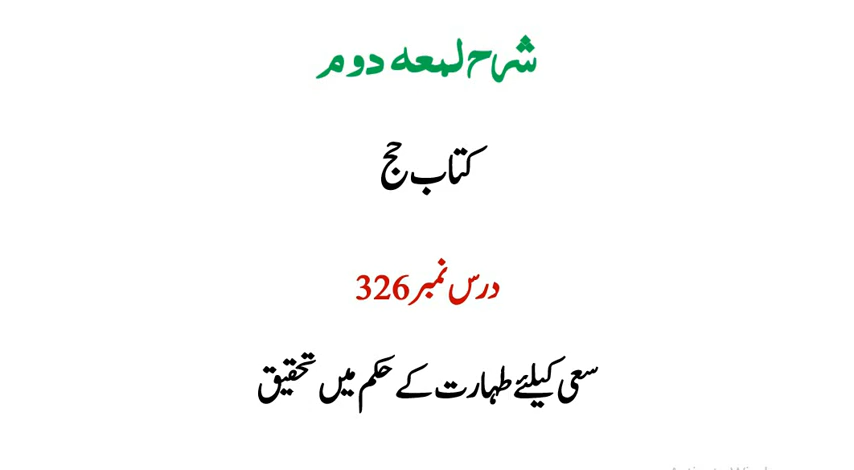 شرح لمعہ دوم
کتاب حج
درس نمبر 326
سعی کیلئے طہارت کے حکم میں تحقیق